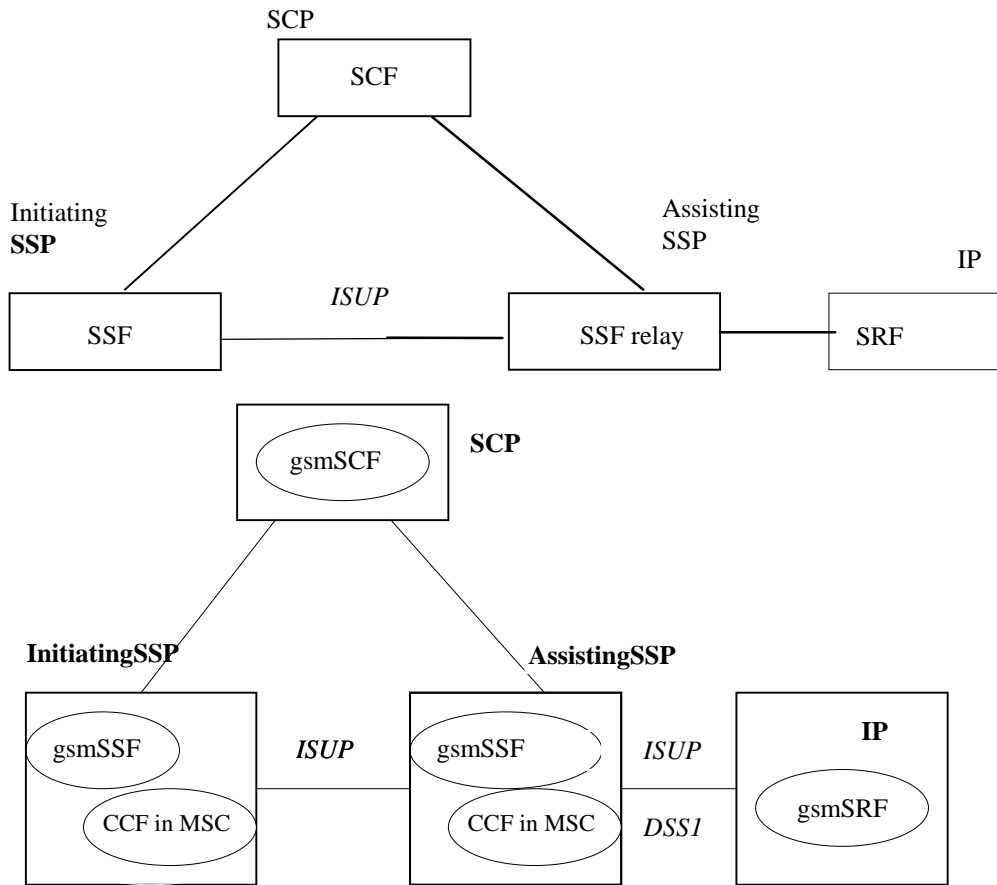 SCP
SCF
Initiating
SSP
Assisting
SSP
IP
ISUP
SSF
SSF relay
SRF
SCP
gsmSCF
InitiatingSSP
AssistingSSP
gsmSSF
ISUP
gsmSSF
ISUP
IP
CCF in MSC
CCF in MSC
DSS1
gsmSRF